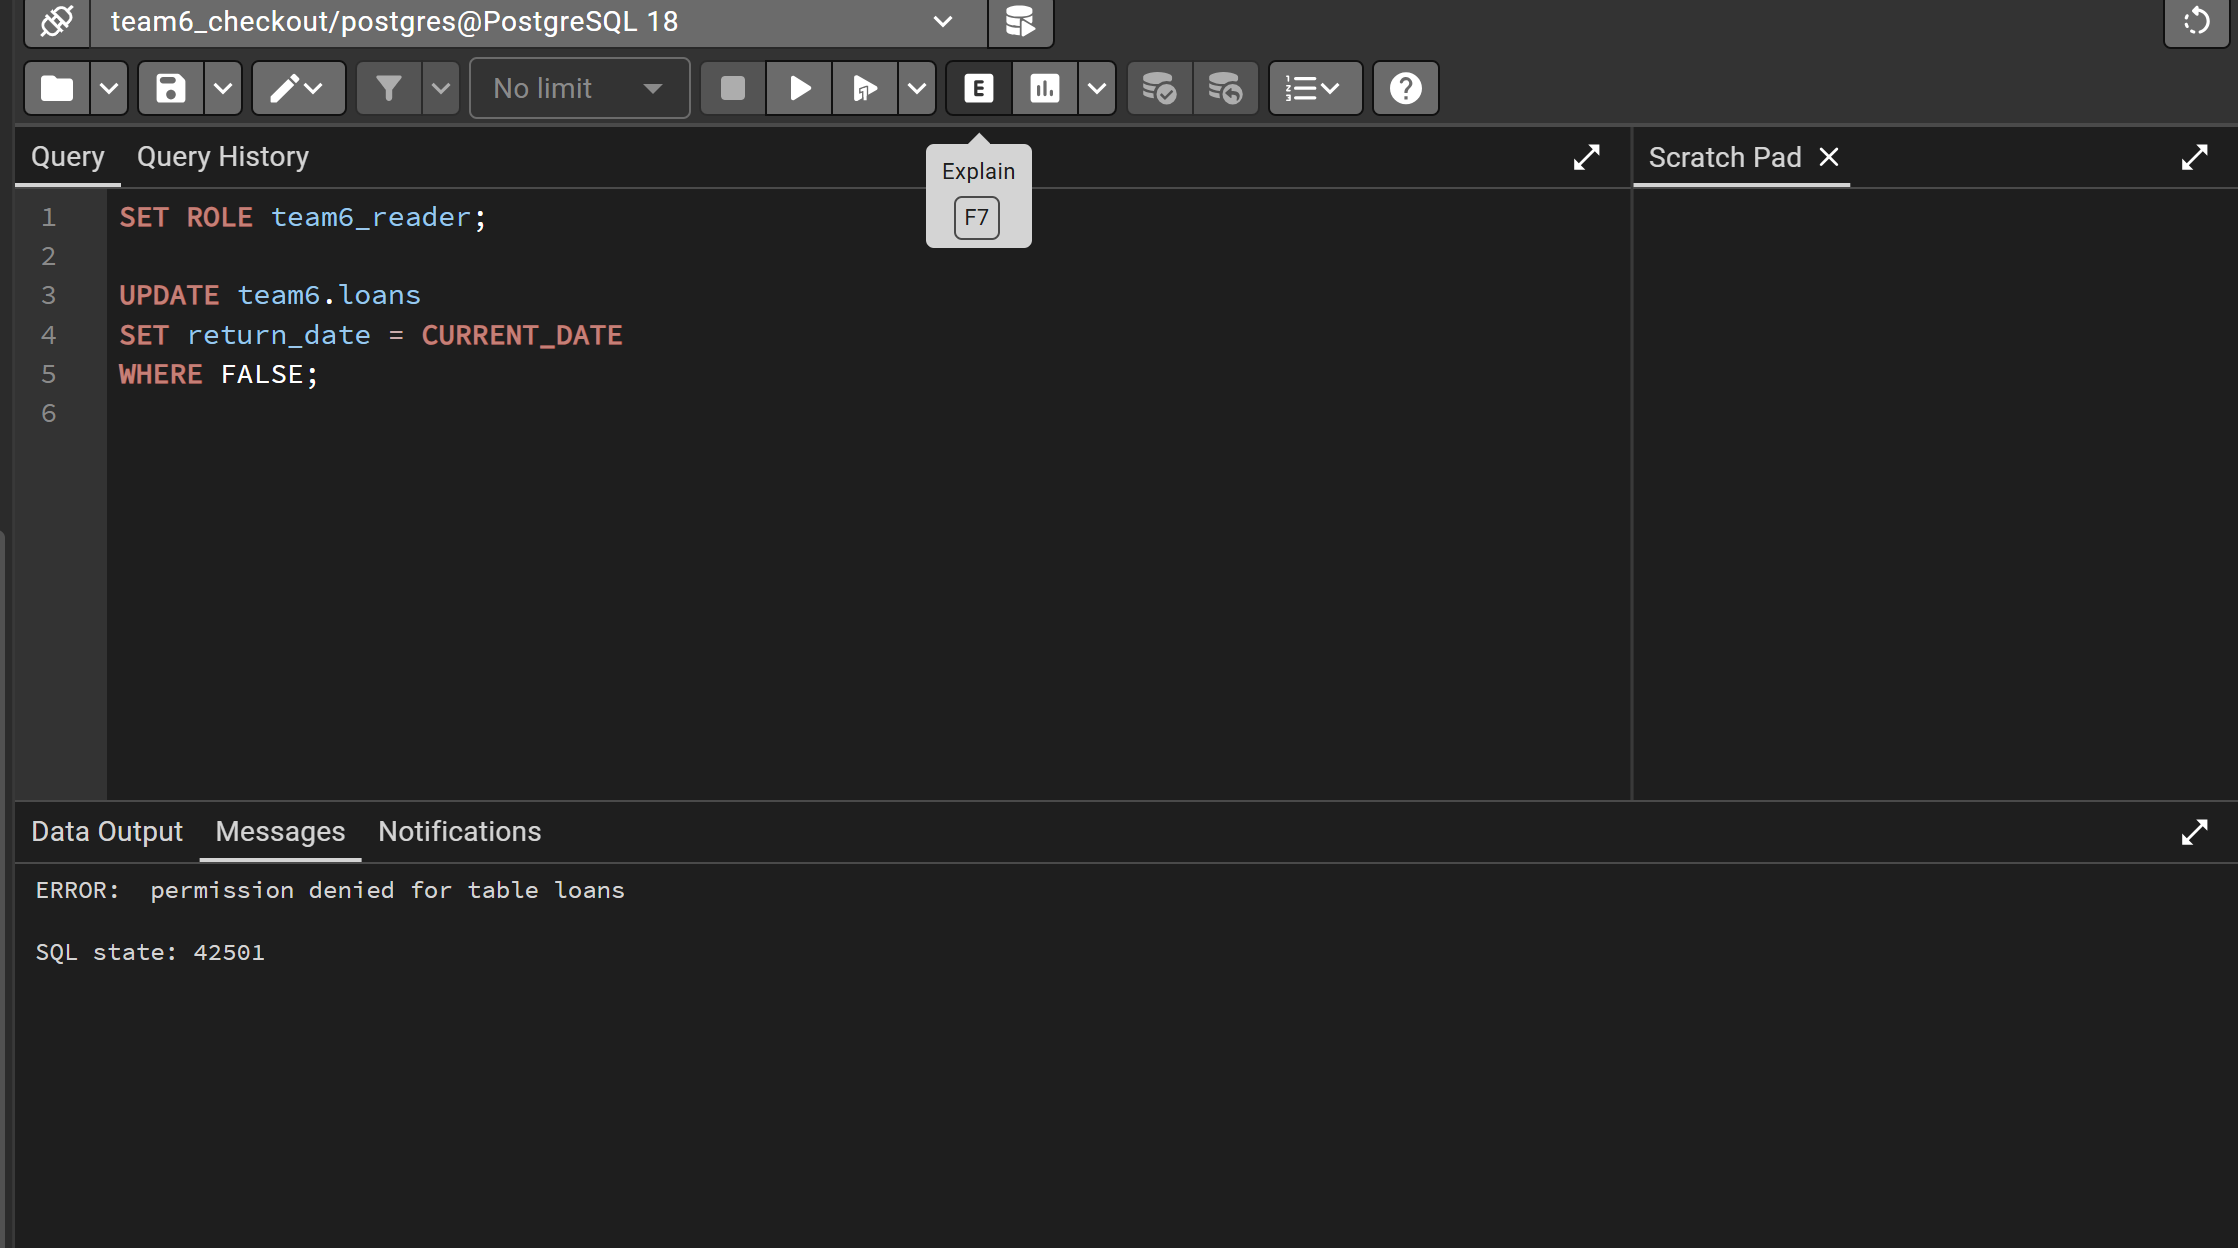 team6_checkout/postgres@PostgreSQL 18
No limit
E
Query
Query History
Explain
F7
Scratch Pad
1 SET ROLE team6_reader;
2
3 UPDATE team6.loans
4 SET return_date = CURRENT_DATE
5 WHERE FALSE;
6
Data Output
Messages
Notifications
ERROR:  permission denied for table loans
SQL state: 42501